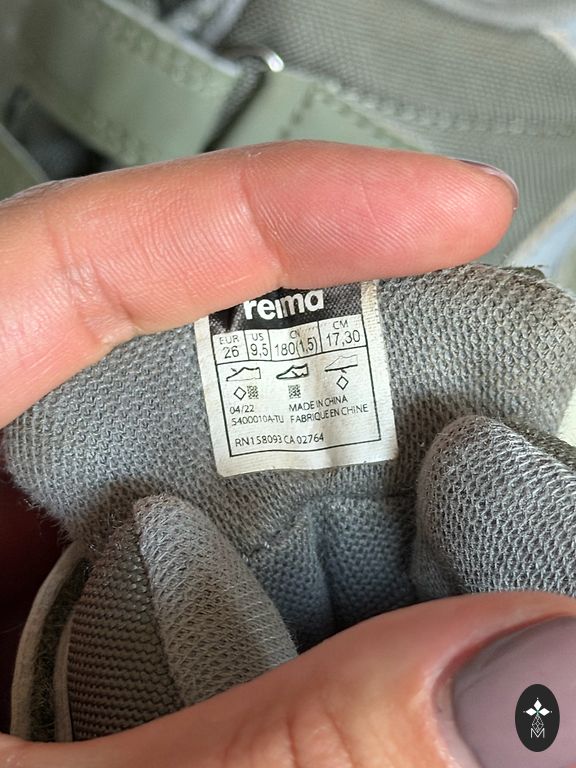 reima
EUR US CN CM
26 9.5 180(1,5) 17,30
04/22 MADE IN CHINA
5400010A-TU FABRIQUE EN CHINE
RN158093 CA 02764
M